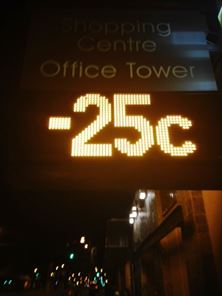 Shopping
Centre
Office Tower
-25c